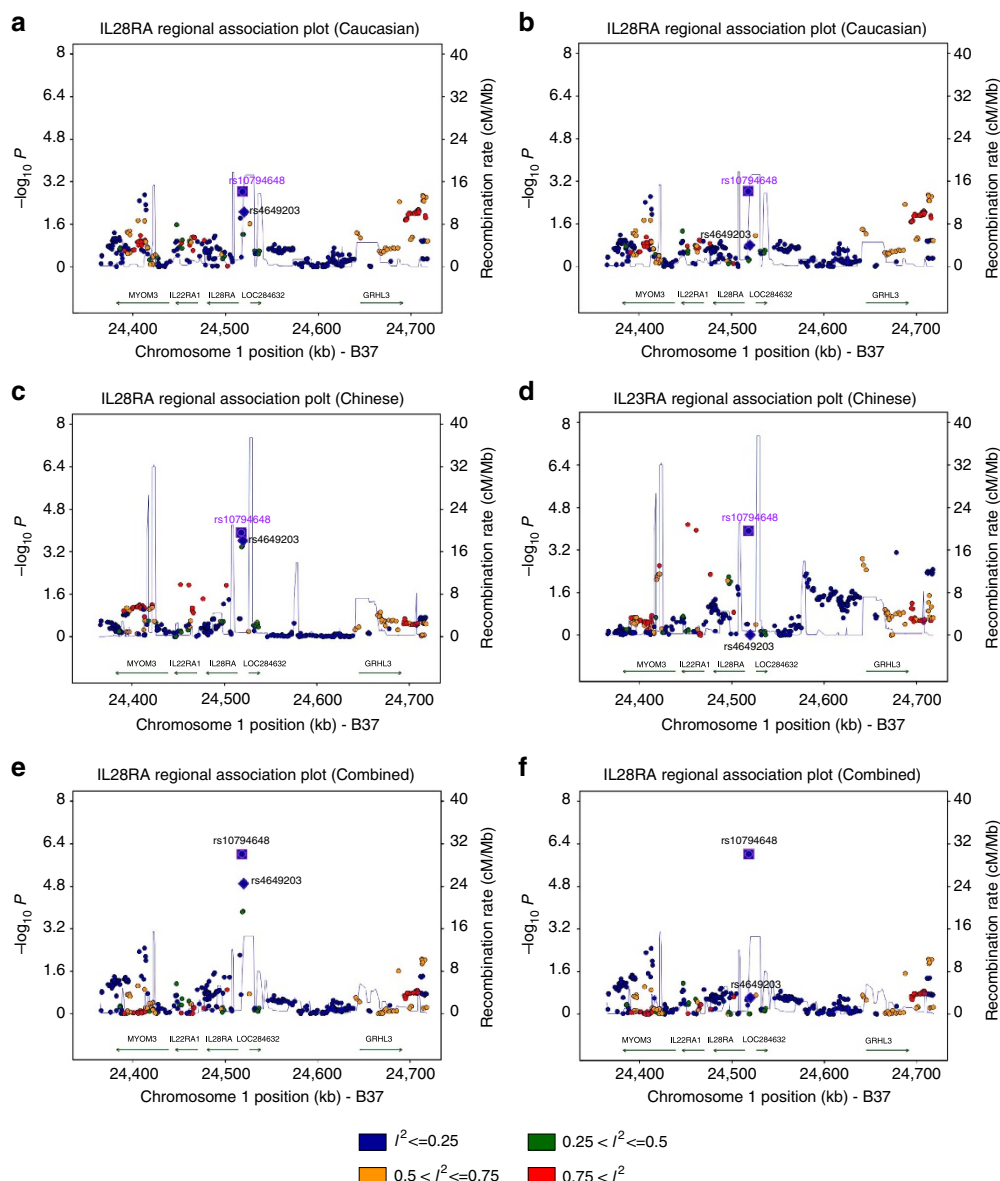 a
IL28RA regional association plot (Caucasian)
8
6.4
4.8
3.2
1.6
0
–log10 P
40
32
24
16
8
0
Recombination rate (cM/Mb)
rs10794648
rs4649203
MYOM3 IL22RA1 IL28RA LOC284632 GRHL3
24,400 24,500 24,600 24,700
Chromosome 1 position (kb) - B37
b
IL28RA regional association plot (Caucasian)
8
6.4
4.8
3.2
1.6
0
–log10 P
40
32
24
16
8
0
Recombination rate (cM/Mb)
rs10794648
rs4649203
MYOM3 IL22RA1 IL28RA LOC284632 GRHL3
24,400 24,500 24,600 24,700
Chromosome 1 position (kb) - B37
c
IL28RA regional association polt (Chinese)
8
6.4
4.8
3.2
1.6
0
–log10 P
40
32
24
16
8
0
Recombination rate (cM/Mb)
rs10794648
rs4649203
MYOM3 IL22RA1 IL28RA LOC284632 GRHL3
24,400 24,500 24,600 24,700
Chromosome 1 position (kb) - B37
d
IL23RA regional association polt (Chinese)
8
6.4
4.8
3.2
1.6
0
–log10 P
40
32
24
16
8
0
Recombination rate (cM/Mb)
rs10794648
rs4649203
MYOM3 IL22RA1 IL28RA LOC284632 GRHL3
24,400 24,500 24,600 24,700
Chromosome 1 position (kb) - B37
e
IL28RA regional association plot (Combined)
8
6.4
4.8
3.2
1.6
0
–log10 P
40
32
24
16
8
0
Recombination rate (cM/Mb)
rs10794648
rs4649203
MYOM3 IL22RA1 IL28RA LOC284632 GRHL3
24,400 24,500 24,600 24,700
Chromosome 1 position (kb) - B37
f
IL28RA regional association plot (Combined)
8
6.4
4.8
3.2
1.6
0
–log10 P
40
32
24
16
8
0
Recombination rate (cM/Mb)
rs10794648
rs4649203
MYOM3 IL22RA1 IL28RA LOC284632 GRHL3
24,400 24,500 24,600 24,700
Chromosome 1 position (kb) - B37
I²<=0.25 0.25 < I²<=0.5
0.5 < I²<=0.75 0.75 < I²